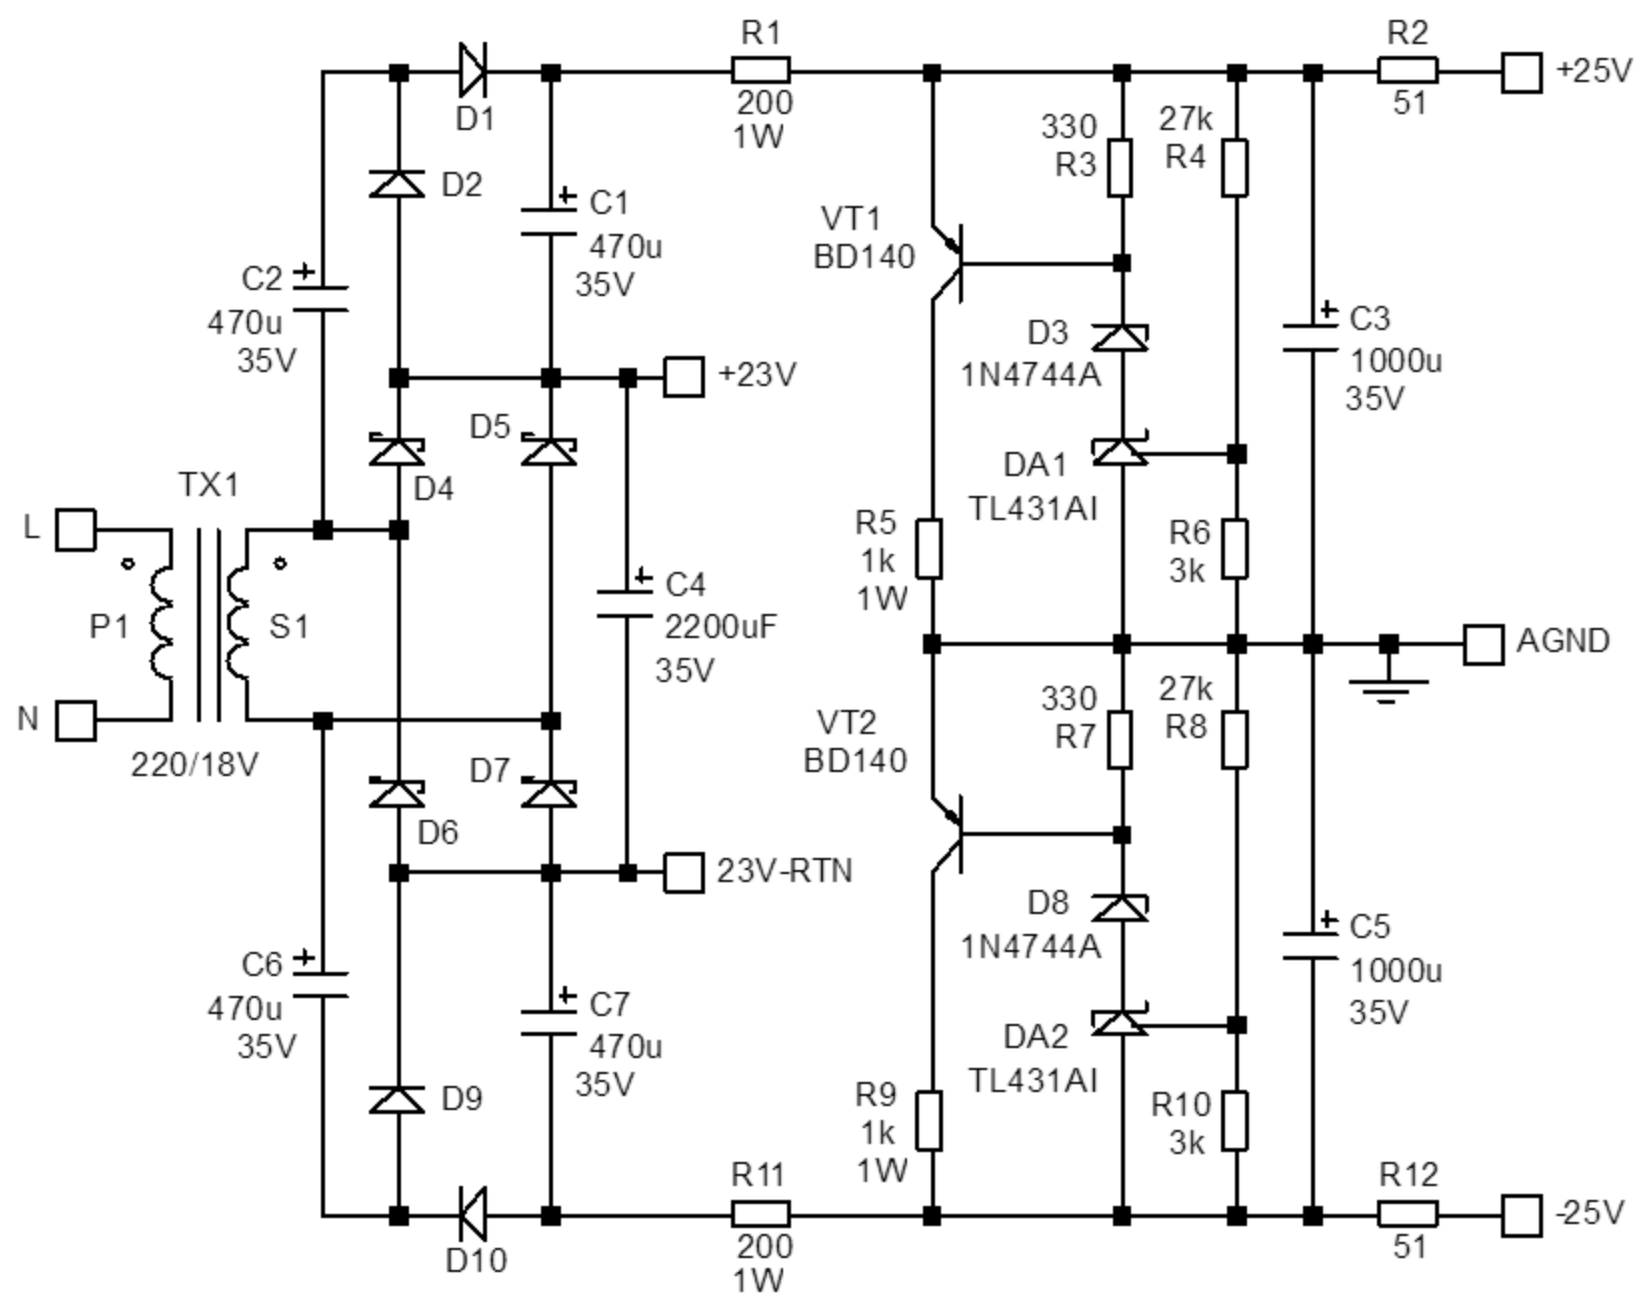 R1
200
1W
R2
51
+25V
D1
D2
C1
470u
35V
C2
470u
35V
330
R3
27k
R4
VT1
BD140
D3
1N4744A
C3
1000u
35V
+23V
D5
D4
DA1
TL431AI
TX1
L
P1
S1
N
220/18V
C4
2200uF
35V
R5
1k
1W
R6
3k
AGND
330
R7
27k
R8
VT2
BD140
D7
D6
23V-RTN
D8
1N4744A
C5
1000u
35V
C6
470u
35V
C7
470u
35V
DA2
TL431AI
D9
R9
1k
1W
R10
3k
D10
R11
200
1W
R12
51
-25V